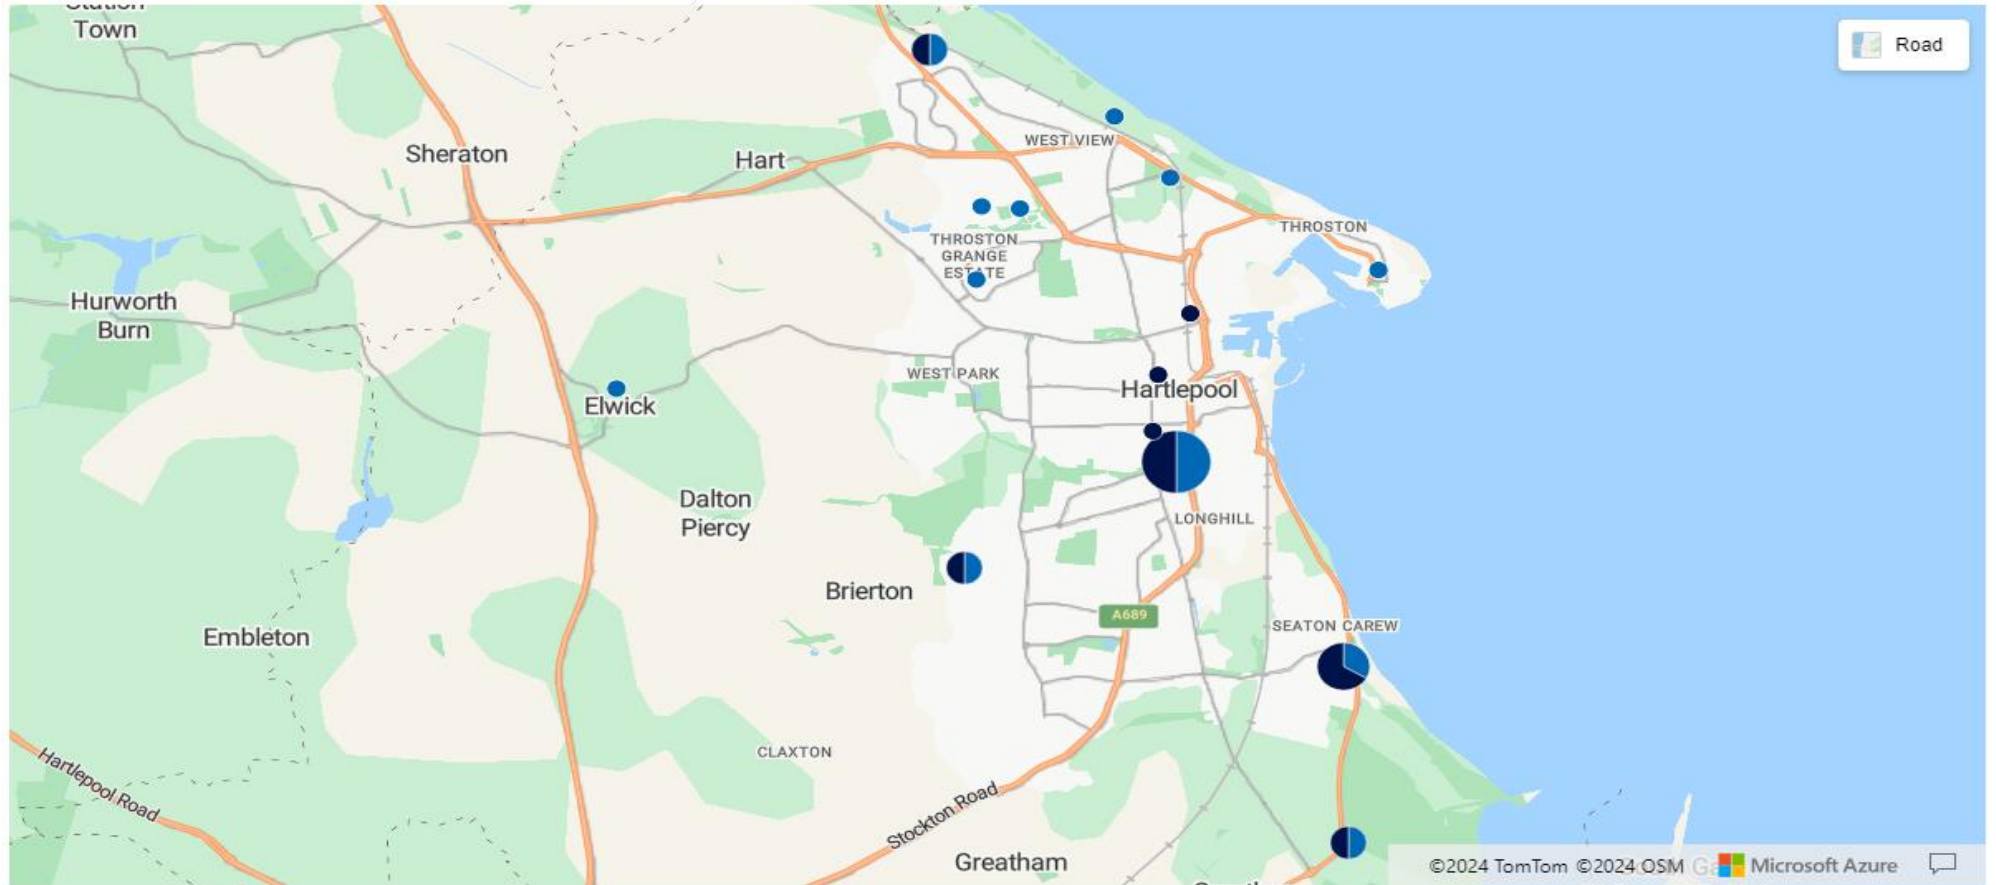 Station
Town
Road
WEST VIEW
Sheraton
Hart
THROSTON
THROSTON
GRANGE
ESTATE
Hurworth
Burn
WEST PARK
Hartlepool
Elwick
Dalton
Piercy
LONGHILL
Brierton
A689
SEATON CAREW
Embleton
CLAXTON
Hartlepool Road
Stockton Road
Greatham
©2024 TomTom ©2024 OSM Microsoft Azure